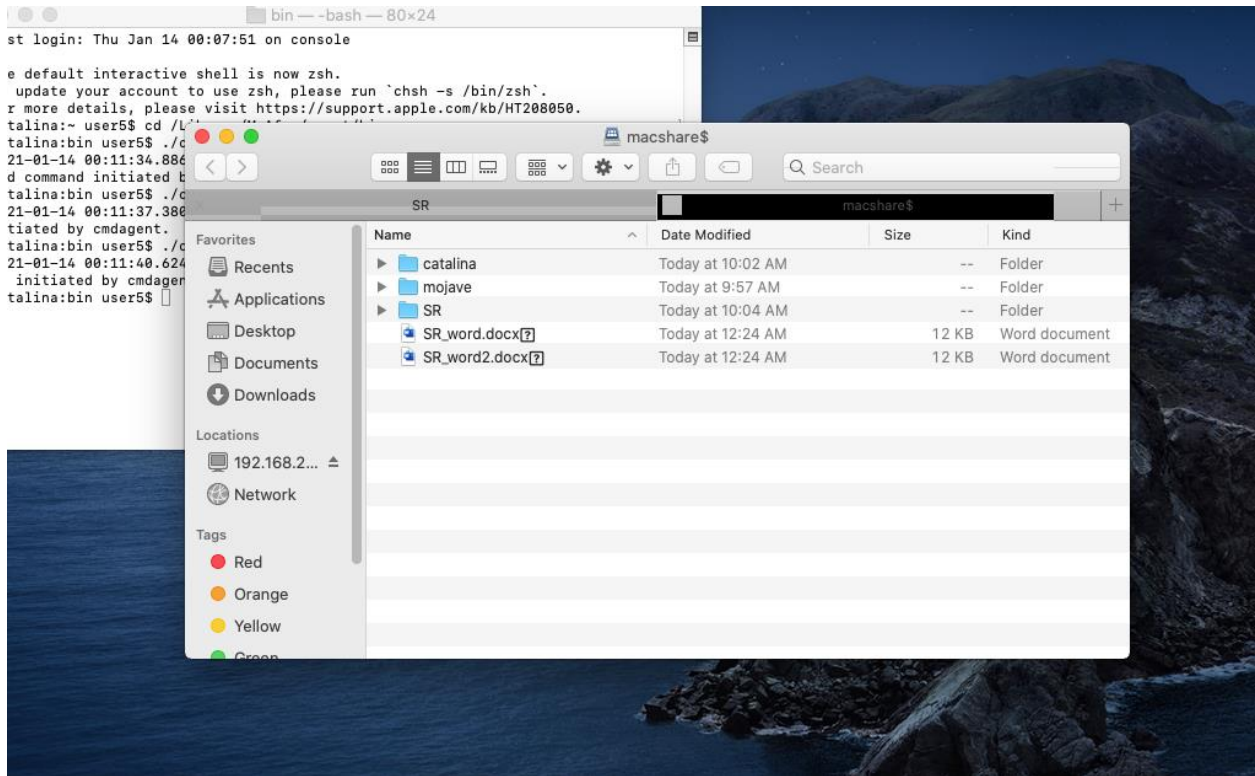 bin — -bash — 80×24
st login: Thu Jan 14 00:07:51 on console
e default interactive shell is now zsh.
update your account to use zsh, please run `chsh -s /bin/zsh`.
r more details, please visit https://support.apple.com/kb/HT208050.
talina:~ user5$ cd
talina:bin user5$
21-01-14 00:11:34.886
d command initiated
talina:bin user5$
21-01-14 00:11:37.380
tiated by cmdagent.
talina:bin user5$
21-01-14 00:11:40.624
initiated by cmdagen
talina:bin user5$
macshare$
Search
SR
macshare$
Favorites
Recents
Applications
Desktop
Documents
Downloads
Locations
192.168.2...
Network
Tags
Red
Orange
Yellow
Green
Name Date Modified Size Kind
catalina Today at 10:02 AM -- Folder
mojave Today at 9:57 AM -- Folder
SR Today at 10:04 AM -- Folder
SR_word.docx? Today at 12:24 AM 12 KB Word document
SR_word2.docx? Today at 12:24 AM 12 KB Word document